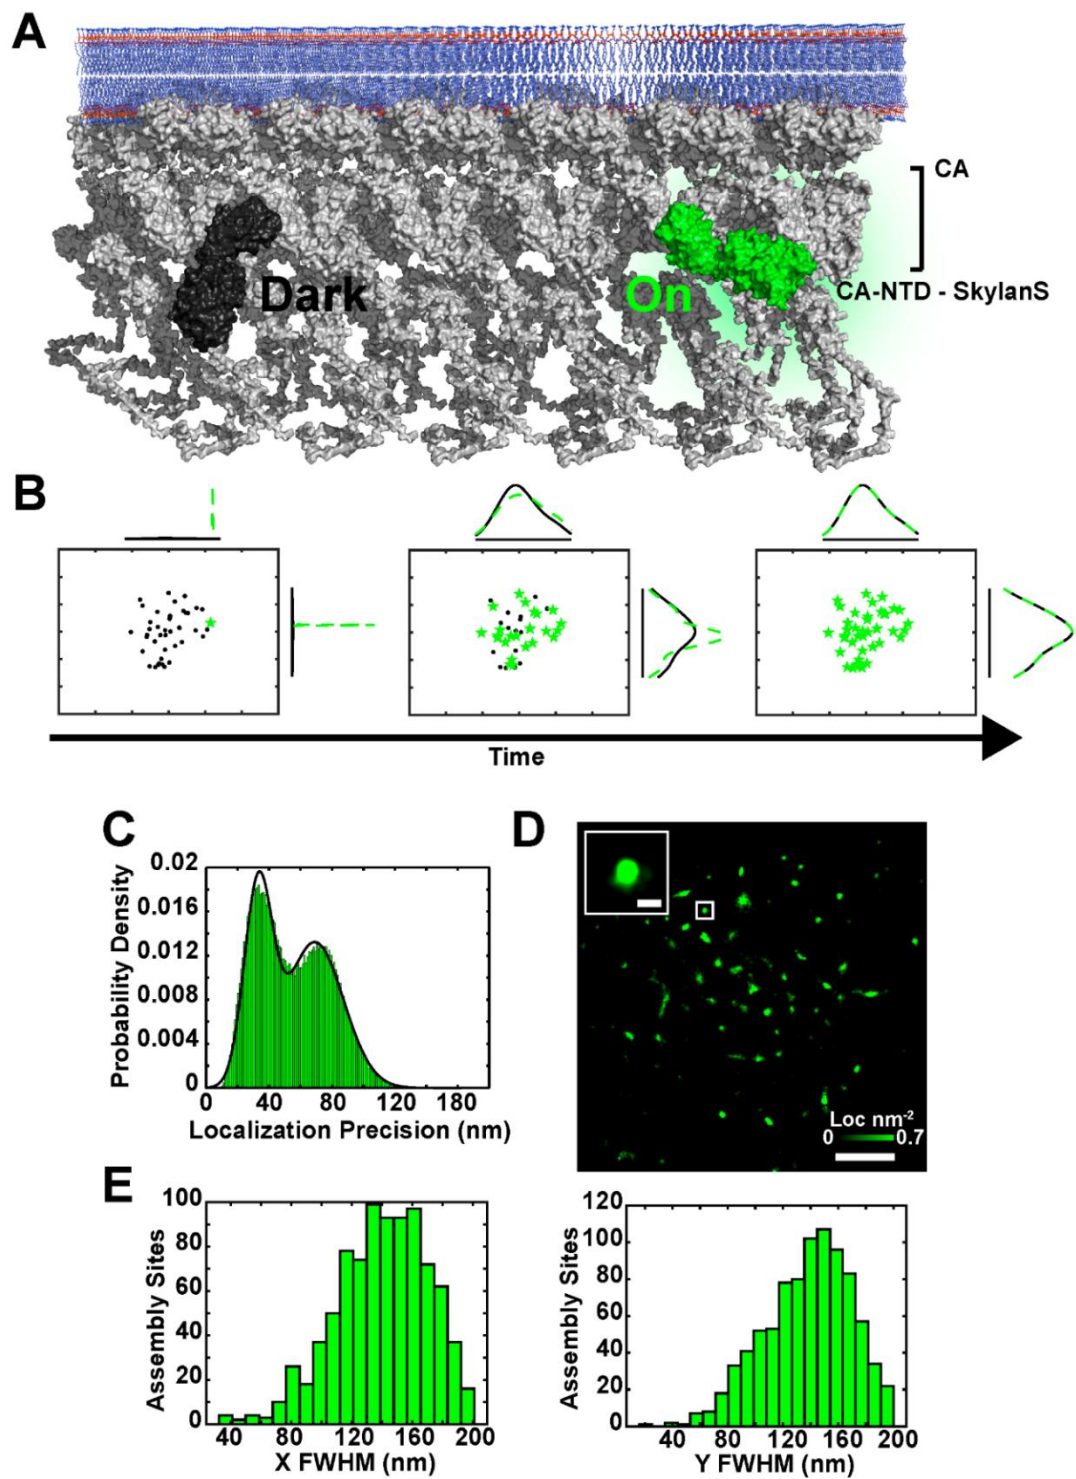 A
CA
Dark
On
CA-NTD - SkylanS
B
Time
C
D
0.02
0.016
0.012
0.008
0.004
0
Probability Density
0 40 80 120 180
Localization Precision (nm)
Loc nm-2
0 0.7
E
100
80
60
40
20
0
Assembly Sites
40 80 120 160 200
X FWHM (nm)
120
100
80
60
40
20
0
Assembly Sites
40 80 120 160 200
Y FWHM (nm)